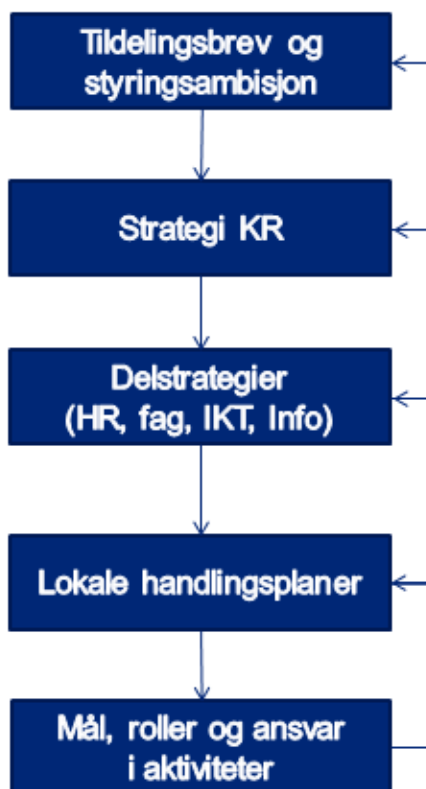 Tildelingsbrev og
styringsambisjon
Strategi KR
Delstrategier
(HR, fag, IKT, Info)
Lokale handlingsplaner
Mål, roller og ansvar
i aktiviteter